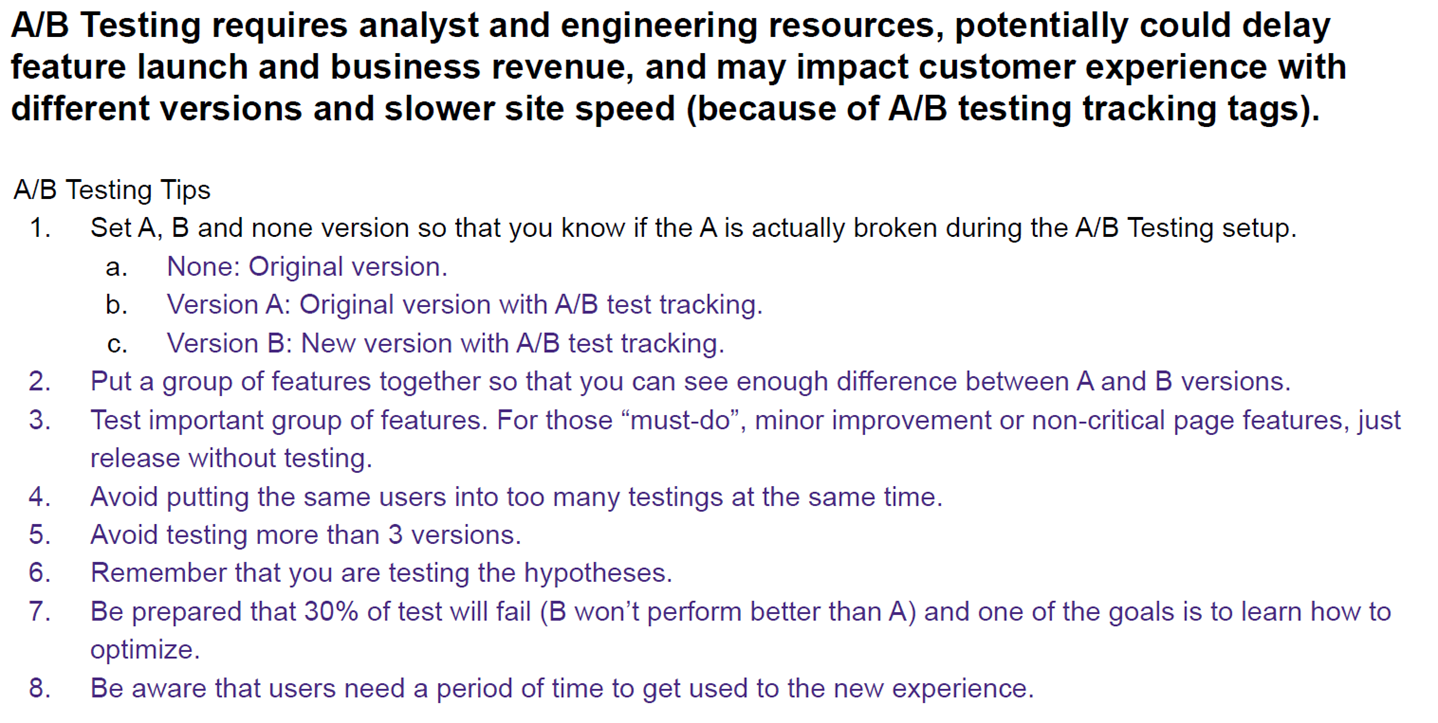 A/B Testing requires analyst and engineering resources, potentially could delay
feature launch and business revenue, and may impact customer experience with
different versions and slower site speed (because of A/B testing tracking tags).
A/B Testing Tips
1. Set A, B and none version so that you know if the A is actually broken during the A/B Testing setup.
a. None: Original version.
b. Version A: Original version with A/B test tracking.
c. Version B: New version with A/B test tracking.
2. Put a group of features together so that you can see enough difference between A and B versions.
3. Test important group of features. For those “must-do”, minor improvement or non-critical page features, just
release without testing.
4. Avoid putting the same users into too many testings at the same time.
5. Avoid testing more than 3 versions.
6. Remember that you are testing the hypotheses.
7. Be prepared that 30% of test will fail (B won’t perform better than A) and one of the goals is to learn how to
optimize.
8. Be aware that users need a period of time to get used to the new experience.